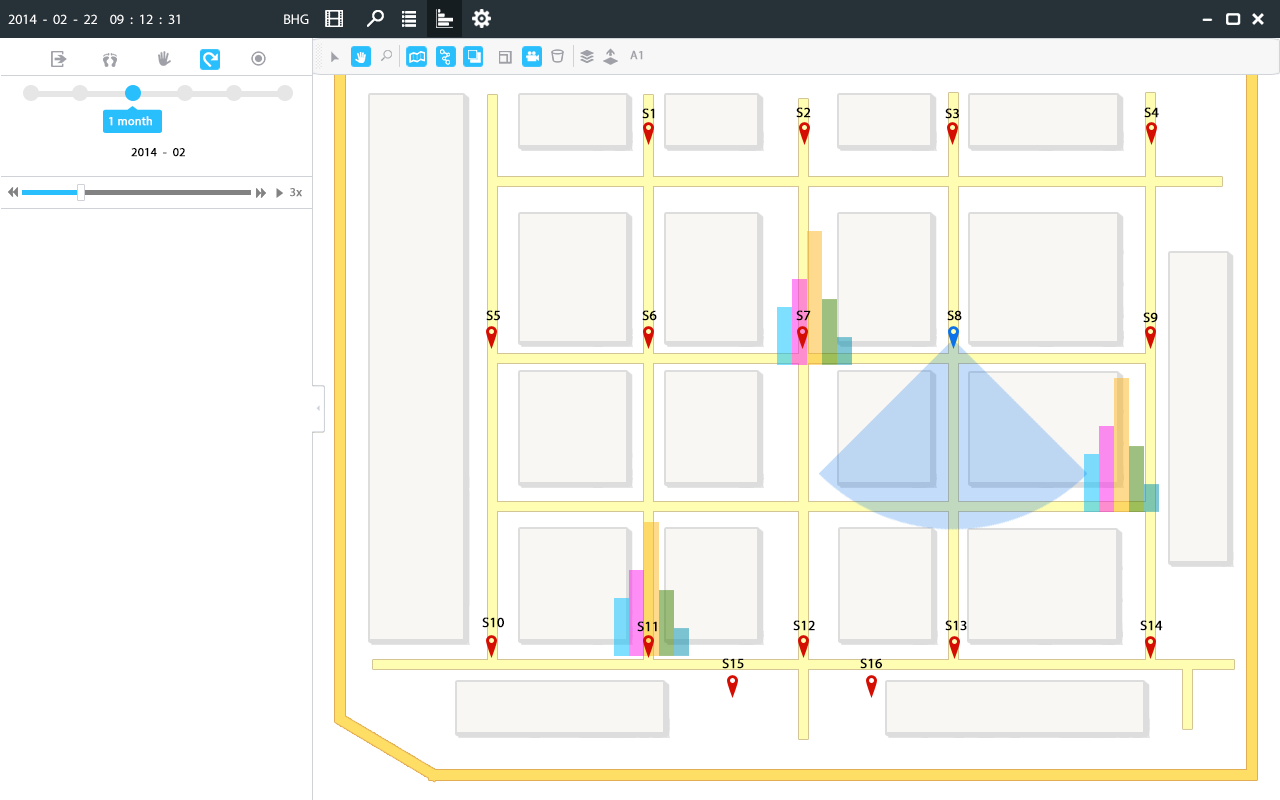 2014 - 02 - 22 09 : 12 : 31
BHG
A1
1 month
2014 - 02
3x
S1
S2
S3
S4
S5
S6
S7
S8
S9
S10
S11
S12
S13
S14
S15
S16